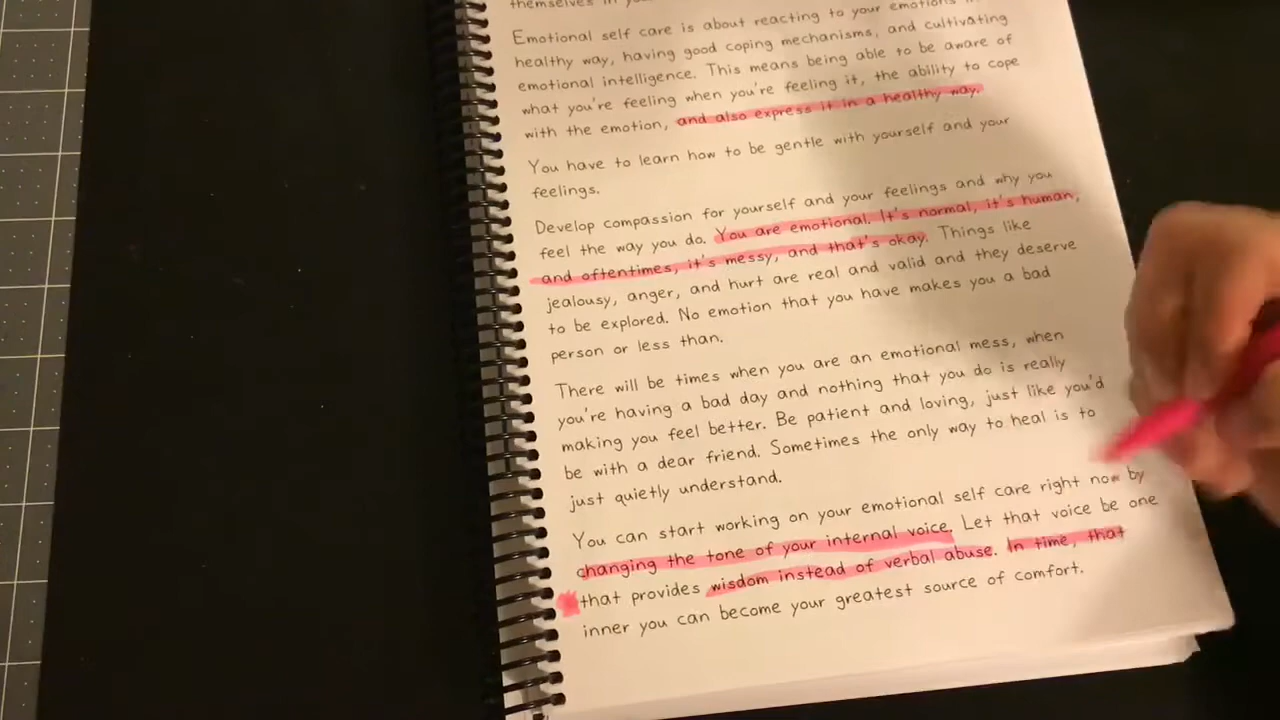 themselves in
Emotional self care is about reacting to your emotions
healthy way, having good coping mechanisms, and cultivating
emotional intelligence. This means being able to be aware of
what you're feeling when you're feeling it, the ability to cope
with the emotion, and also express it in a healthy way.
You have to learn how to be gentle with yourself and your
feelings.
Develop compassion for yourself and your feelings and why you
feel the way you do. You are emotional. It's normal, it's human,
and oftentimes, it's messy, and that's okay. Things like
jealousy, anger, and hurt are real and valid and they deserve
to be explored. No emotion that you have makes you a bad
person or less than.
There will be times when you are an emotional mess, when
you're having a bad day and nothing that you do is really
making you feel better. Be patient and loving, just like you'd
be with a dear friend. Sometimes the only way to heal is to
just quietly understand.
You can start working on your emotional self care right now by
changing the tone of your internal voice. Let that voice be one
that provides wisdom instead of verbal abuse. In time, that
inner you can become your greatest source of comfort.